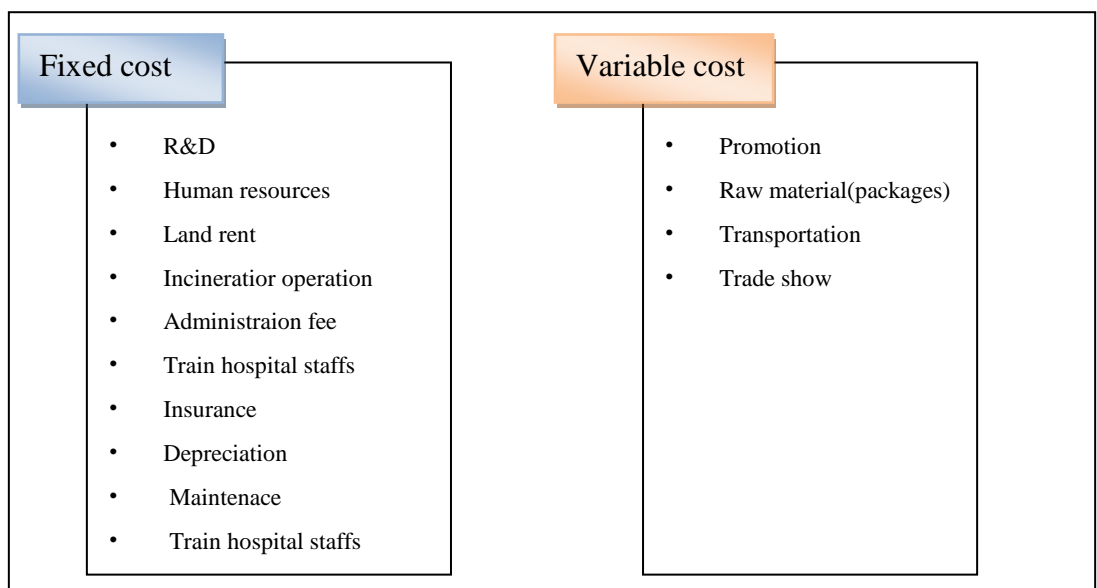 Fixed cost
• R&D
• Human resources
• Land rent
• Incineratior operation
• Administraion fee
• Train hospital staffs
• Insurance
• Depreciation
• Maintenace
• Train hospital staffs
Variable cost
• Promotion
• Raw material(packages)
• Transportation
• Trade show